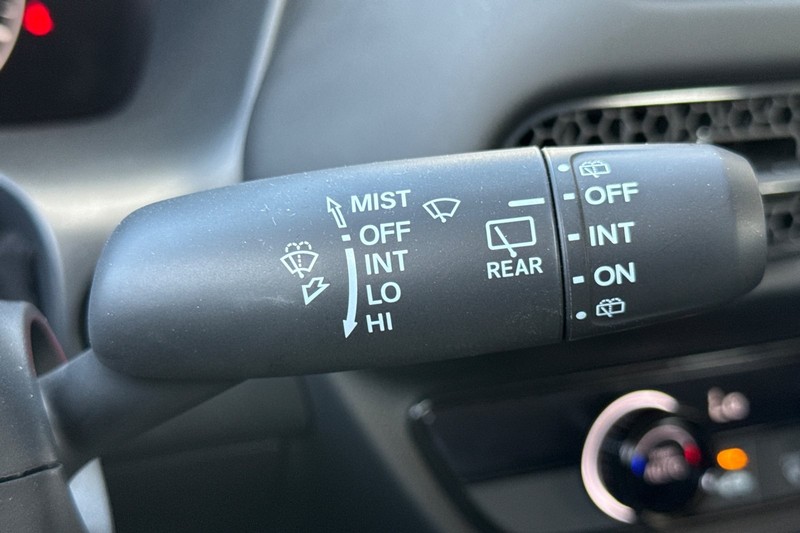 MIST
OFF
INT
LO
HI
REAR
OFF
INT
ON